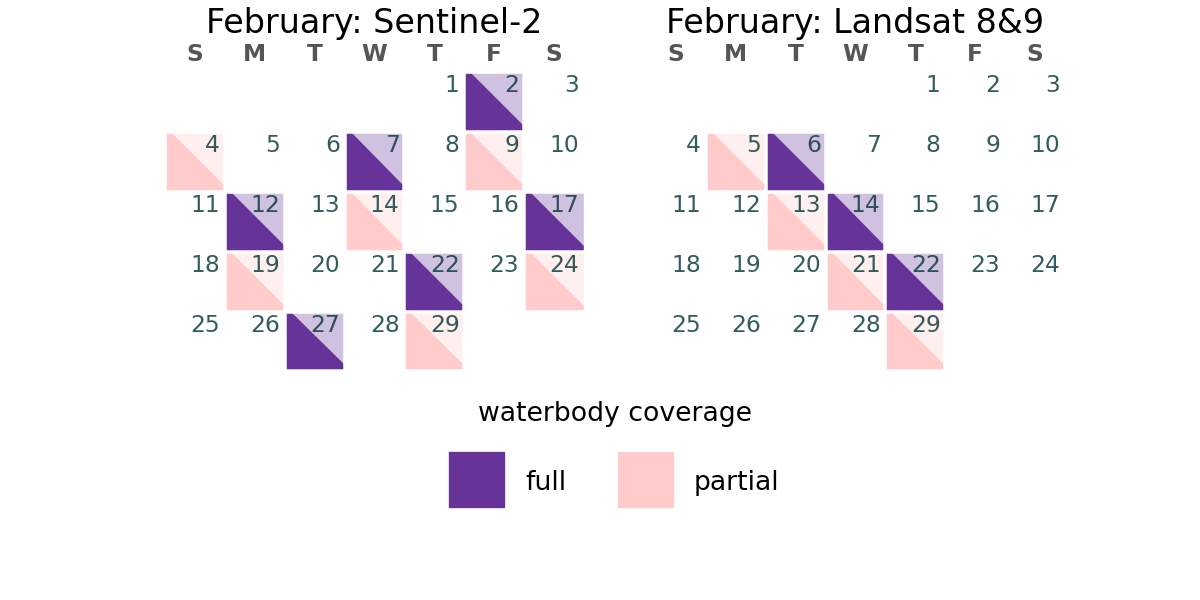 February: Sentinel-2
S M T W T F S
1 2 3
4 5 6 7 8 9 10
11 12 13 14 15 16 17
18 19 20 21 22 23 24
25 26 27 28 29
February: Landsat 8&9
S M T W T F S
1 2 3
4 5 6 7 8 9 10
11 12 13 14 15 16 17
18 19 20 21 22 23 24
25 26 27 28 29
waterbody coverage
full partial